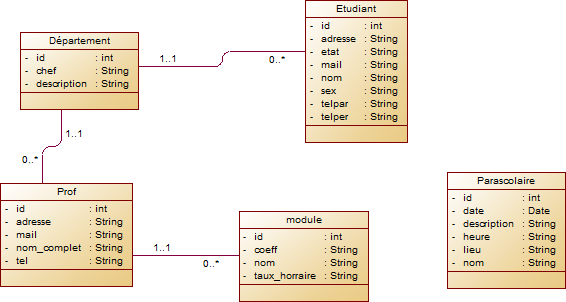 Etudiant
- id : int
- adresse : String
- etat : String
- mail : String
- nom : String
- sex : String
- telpar : String
- telper : String
Département
- id : int
- chef : String
- description : String
1..1
0..*
1..1
0..*
Prof
- id : int
- adresse : String
- mail : String
- nom_complet : String
- tel : String
1..1
0..*
module
- id : int
- coeff : String
- nom : String
- taux_horraire : String
Parascolaire
- id : int
- date : Date
- description : String
- heure : String
- lieu : String
- nom : String